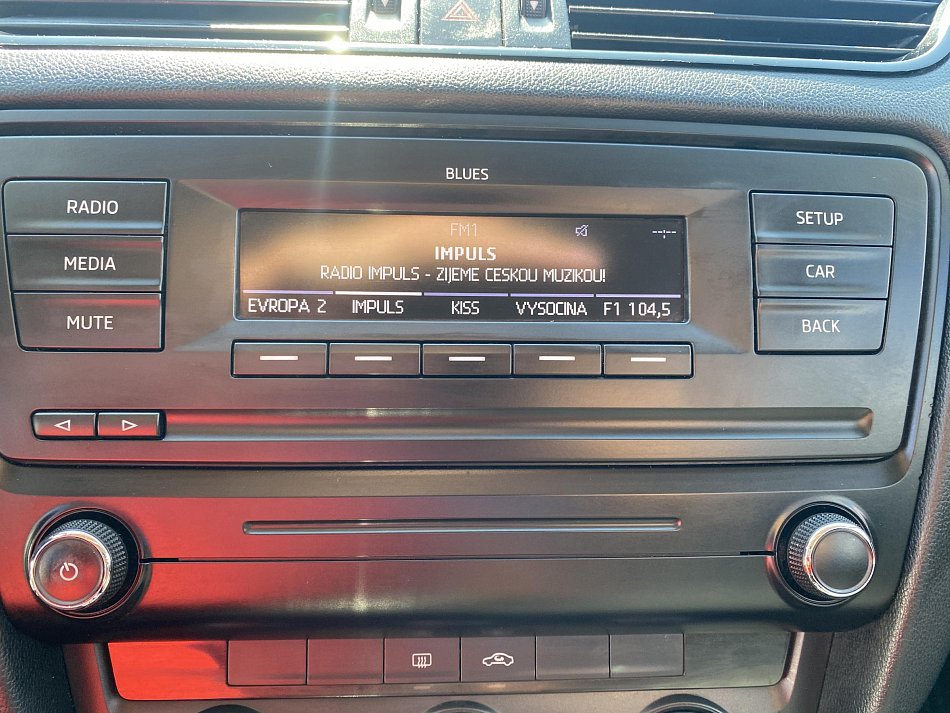 BLUES
RADIO
MEDIA
MUTE
FM1
IMPULS
RADIO IMPULS - ZIJEME CESKOU MUZIKOU!
EVROPA 2 IMPULS KISS VYSOCINA F1 104,5
SETUP
CAR
BACK